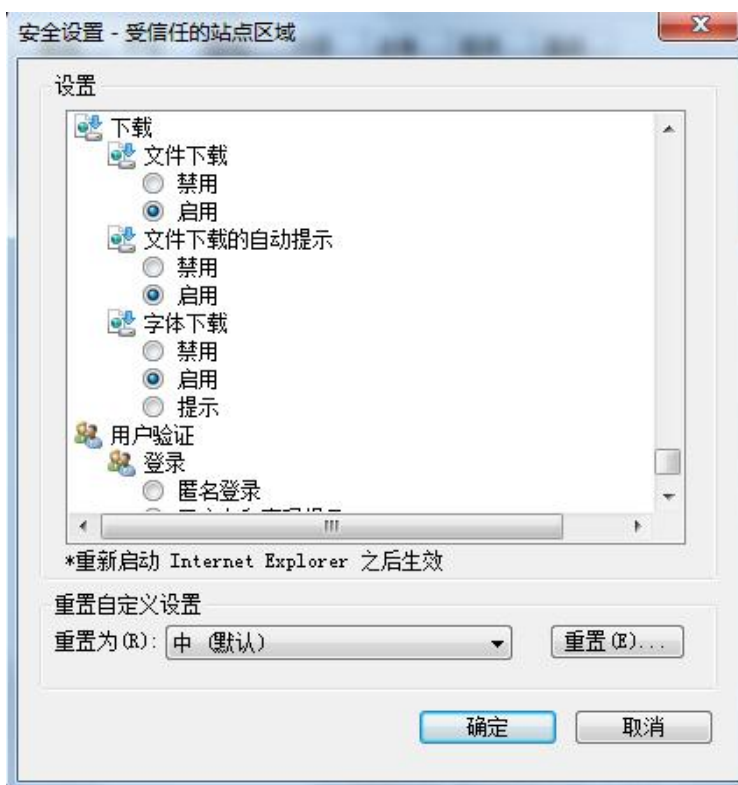 安全设置 - 受信任的站点区域
设置
下载
文件下载
禁用
启用
文件下载的自动提示
禁用
启用
字体下载
禁用
启用
提示
用户验证
登录
匿名登录
*重新启动 Internet Explorer 之后生效
重置自定义设置
重置为(R): 中 (默认) 重置(E)...
确定 取消